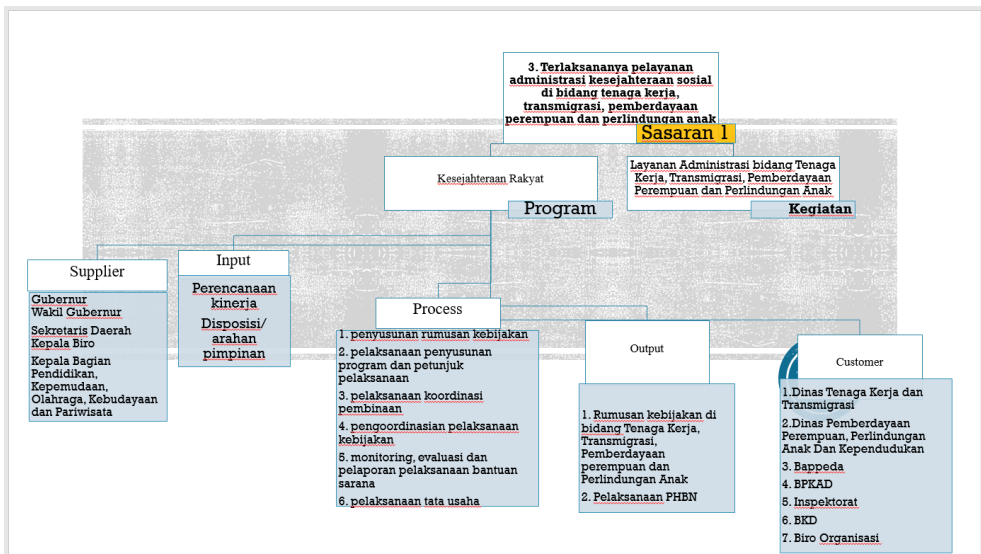 3. Terlaksananya pelayanan
administrasi kesejahteraan sosial
di bidang tenaga kerja,
transmigrasi, pemberdayaan
perempuan dan perlindungan anak
Sasaran 1
Kesejahteraan Rakyat
Program
Layanan Administrasi bidang Tenaga
Kerja, Transmigrasi, Pemberdayaan
Perempuan dan Perlindungan Anak
Kegiatan
Supplier
Gubernur
Wakil Gubernur
Sekretaris Daerah
Kepala Biro
Kepala Bagian
Pendidikan,
Kepemudaan,
Olahraga, Kebudayaan
dan Pariwisata
Input
Perencanaan
kinerja
Disposisi/
arahan
pimpinan
Process
1. penyusunan rumusan kebijakan
2. pelaksanaan penyusunan
program dan petunjuk
pelaksanaan
3. pelaksanaan koordinasi
pembinaan
4. pengoordinasian pelaksanaan
kebijakan
5. monitoring, evaluasi dan
pelaporan pelaksanaan bantuan
sarana
6. pelaksanaan tata usaha
Output
1. Rumusan kebijakan di
bidang Tenaga Kerja,
Transmigrasi,
Pemberdayaan
perempuan dan
Perlindungan Anak
2. Pelaksanaan PHBN
Customer
1.Dinas Tenaga Kerja dan
Transmigrasi
2.Dinas Pemberdayaan
Perempuan, Perlindungan
Anak Dan Kependudukan
3. Bappeda
4. BPKAD
5. Inspektorat
6. BKD
7. Biro Organisasi